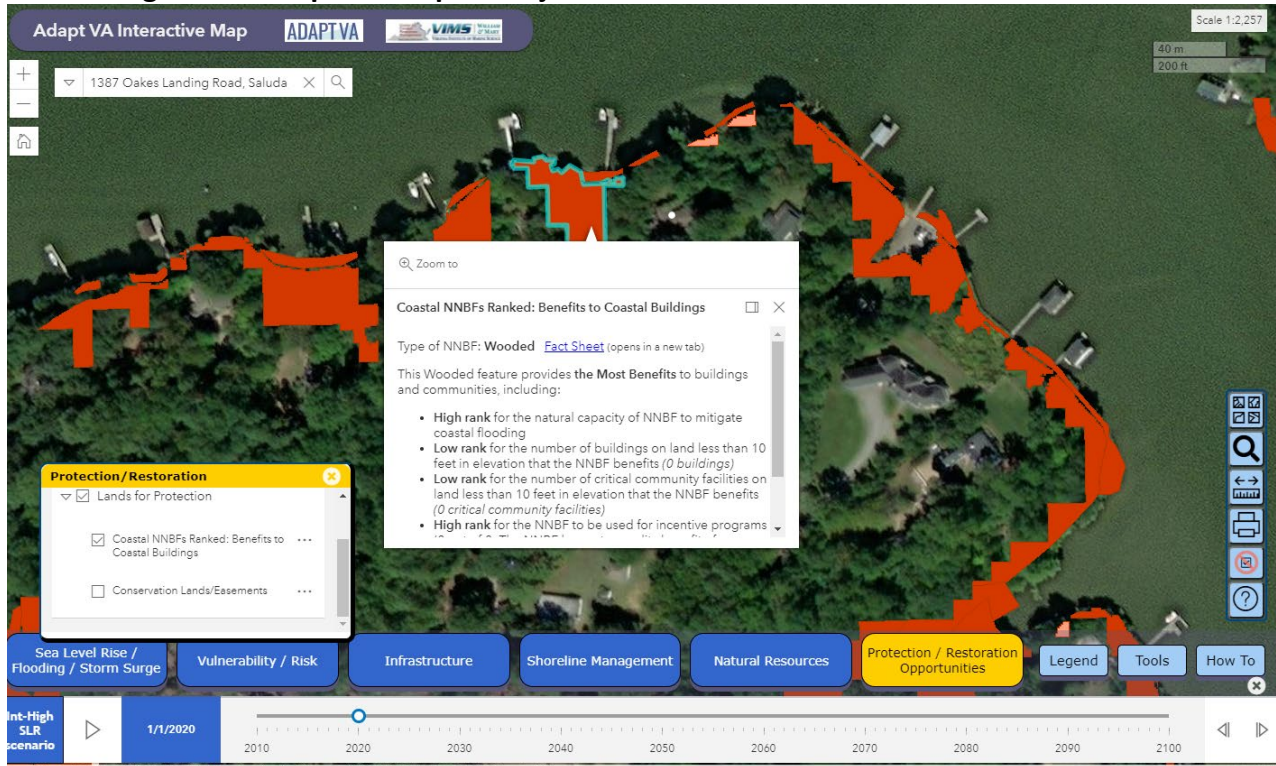 Adapt VA Interactive Map
ADAPTVA
VIMS
WILLIAM & MARY
Scale 1:2,257
40 m
200 ft
1387 Oakes Landing Road, Saluda
Zoom to
Coastal NNBFs Ranked: Benefits to Coastal Buildings
Type of NNBF: Wooded Fact Sheet (opens in a new tab)
This Wooded feature provides the Most Benefits to buildings
and communities, including:
• High rank for the natural capacity of NNBF to mitigate
coastal flooding
• Low rank for the number of buildings on land less than 10
feet in elevation that the NNBF benefits (0 buildings)
• Low rank for the number of critical community facilities on
land less than 10 feet in elevation that the NNBF benefits
(0 critical community facilities)
• High rank for the NNBF to be used for incentive programs
Protection/Restoration
Lands for Protection
Coastal NNBFs Ranked: Benefits to
Coastal Buildings
Conservation Lands/Easements
Sea Level Rise /
Flooding / Storm Surge
Vulnerability / Risk
Infrastructure
Shoreline Management
Natural Resources
Protection / Restoration
Opportunities
Legend
Tools
How To
Int-High
SLR
scenario
1/1/2020
2010 2020 2030 2040 2050 2060 2070 2080 2090 2100